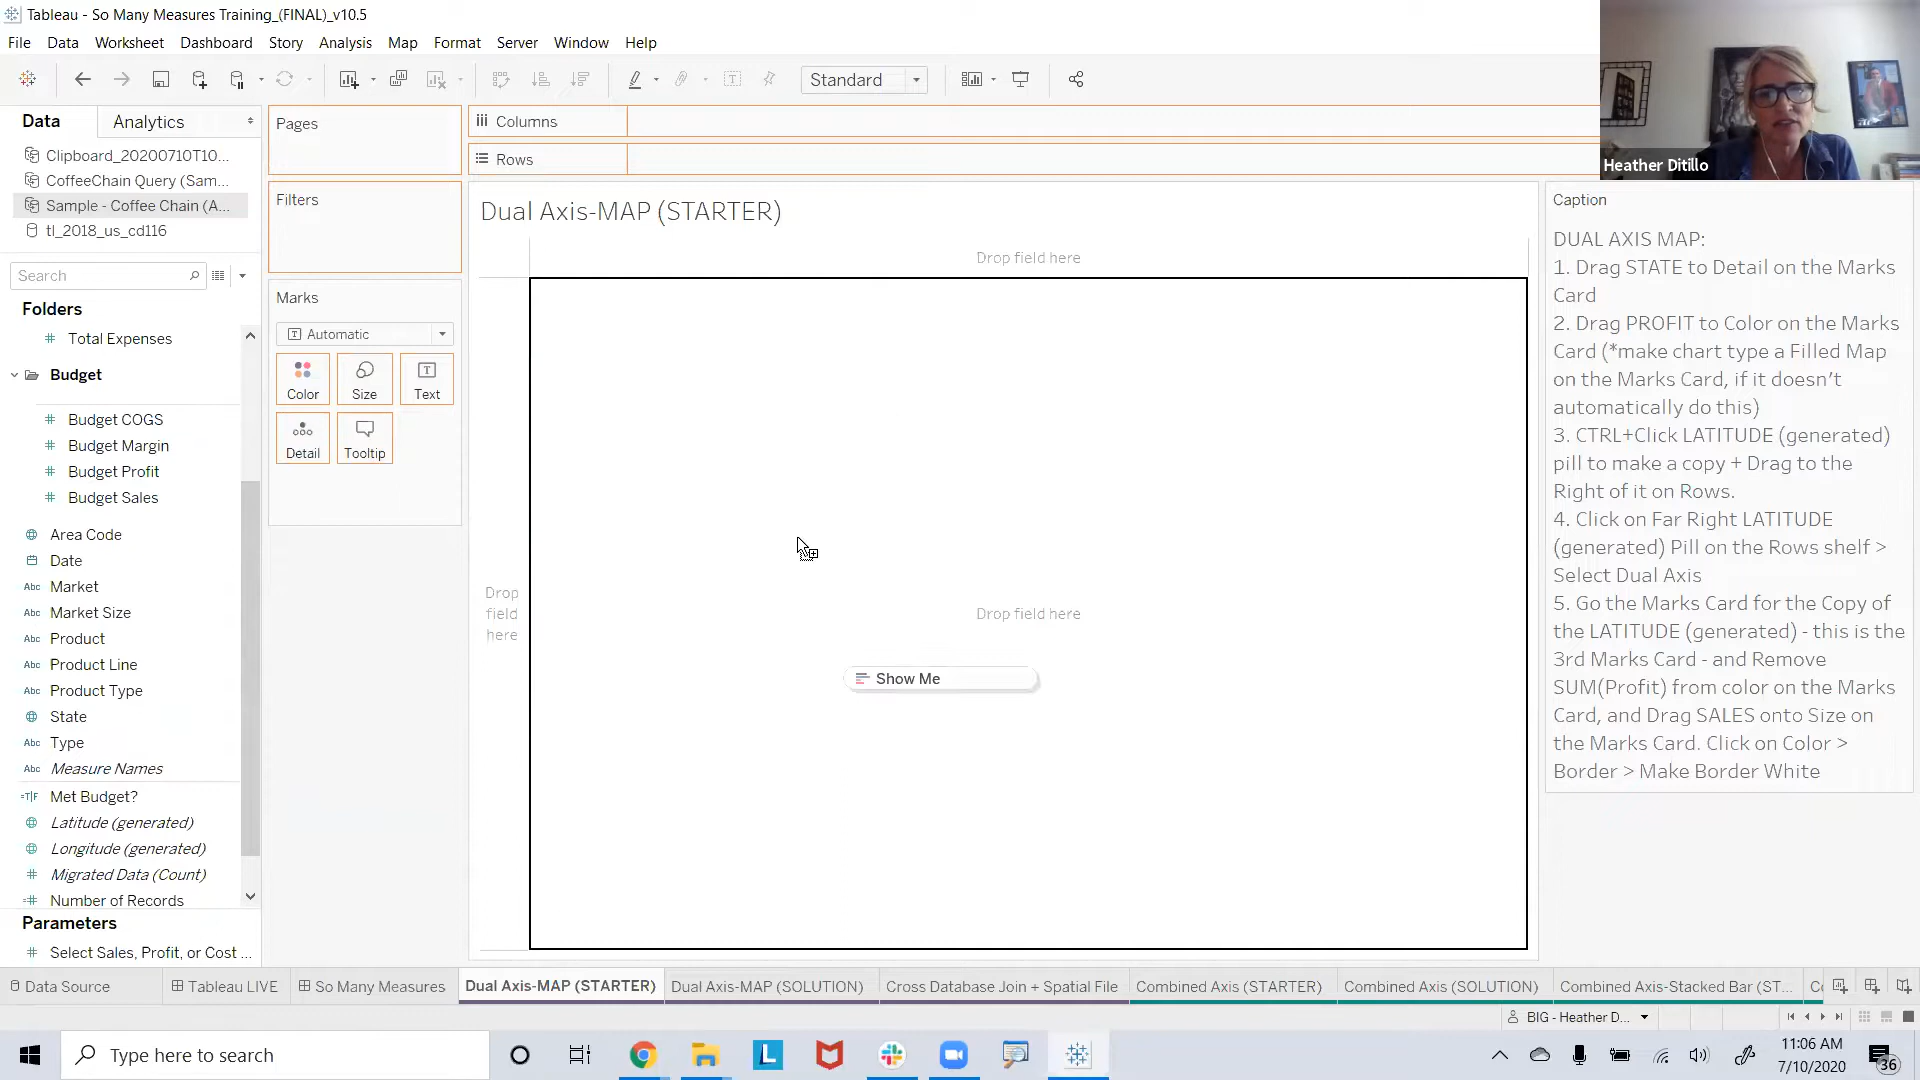 Tableau - So Many Measures Training_(FINAL)_v10.5
File Data Worksheet Dashboard Story Analysis Map Format Server Window Help
Standard
Heather Ditillo
Data Analytics
Clipboard_20200710T10...
CoffeeChain Query (Sam...
Sample - Coffee Chain (A...
tl_2018_us_cd116
Search
Folders
Total Expenses
Budget
Budget COGS
Budget Margin
Budget Profit
Budget Sales
Area Code
Date
Abc Market
Abc Market Size
Abc Product
Abc Product Line
Abc Product Type
State
Abc Type
Abc Measure Names
=T|F Met Budget?
Latitude (generated)
Longitude (generated)
Migrated Data (Count)
Number of Records
Parameters
Select Sales, Profit, or Cost ...
Pages
Filters
Marks
Automatic
Color Size Text
Detail Tooltip
Columns
Rows
Dual Axis-MAP (STARTER)
Drop field here
Drop
field
here
Drop field here
Show Me
Caption
DUAL AXIS MAP:
1. Drag STATE to Detail on the Marks
Card
2. Drag PROFIT to Color on the Marks
Card (*make chart type a Filled Map
on the Marks Card, if it doesn't
automatically do this)
3. CTRL+Click LATITUDE (generated)
pill to make a copy + Drag to the
Right of it on Rows.
4. Click on Far Right LATITUDE
(generated) Pill on the Rows shelf >
Select Dual Axis
5. Go the Marks Card for the Copy of
the LATITUDE (generated) - this is the
3rd Marks Card - and Remove
SUM(Profit) from color on the Marks
Card, and Drag SALES onto Size on
the Marks Card. Click on Color >
Border > Make Border White
Data Source Tableau LIVE So Many Measures Dual Axis-MAP (STARTER) Dual Axis-MAP (SOLUTION) Cross Database Join + Spatial File Combined Axis (STARTER) Combined Axis (SOLUTION) Combined Axis-Stacked Bar (ST...
BIG - Heather D...
Type here to search
11:06 AM
7/10/2020
36